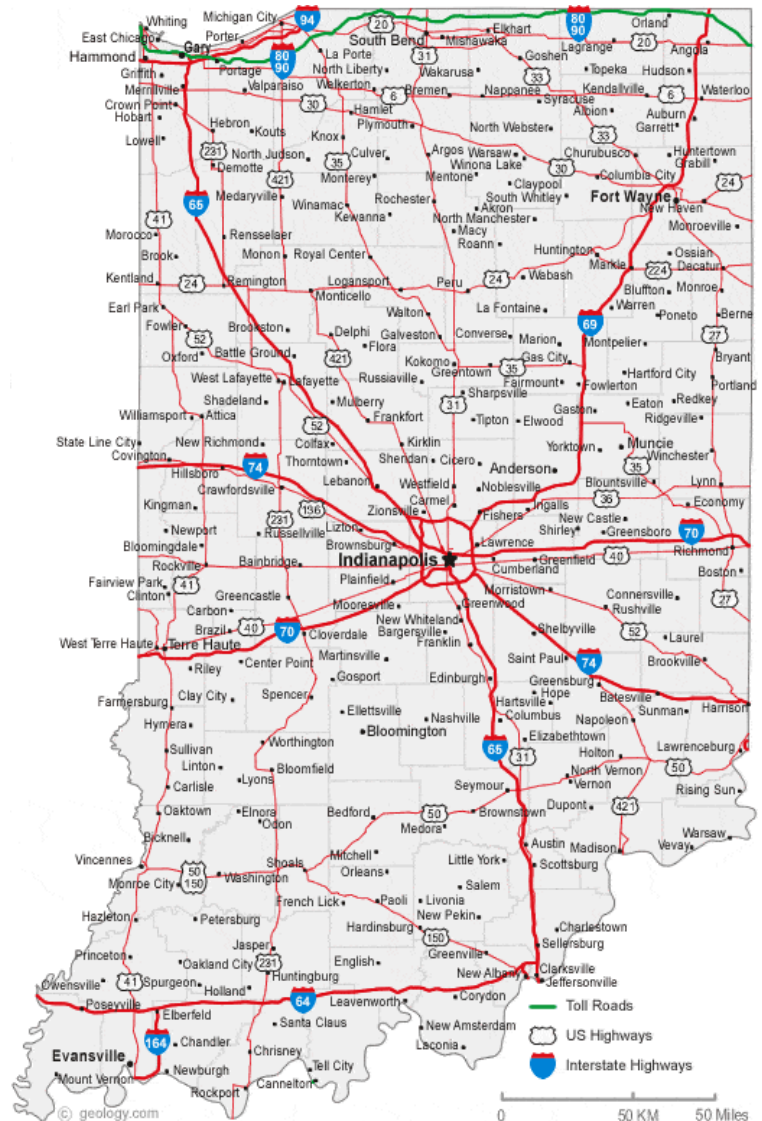 Whiting
Michigan City
94
20
80
90
Orland
East Chicago
Porter
Elkhart
Gary
South Bend
Mishawaka
Lagrange
20
Angola
Hammond
80
90
La Porte
31
Goshen
Griffith
Portage
North Liberty
Wakarusa
33
Topeka
Hudson
Merrillville
Valparaiso
Walkerton
6
Bremen
Nappanee
Kendallville
6
Waterloo
Crown Point
30
Hamlet
Syracuse
Albion
Auburn
Hobart
Hebron
Kouts
Plymouth
North Webster
33
Garrett
Lowell
Knox
231
North Judson
35
Culver
Argos
Warsaw
Churubusco
Huntertown
Demotte
Winona Lake
30
Grabill
421
Monterey
Mentone
Columbia City
24
65
Medaryville
Winamac
Rochester
Claypool
South Whitley
Fort Wayne
Kewanna
Akron
New Haven
41
North Manchester
Monroeville
Morocco
Rensselaer
Macy
Roann
Brook
Monon
Royal Center
Huntington
Ossian
Markle
224
Decatur
Kentland
24
Remington
Logansport
Peru
24
Wabash
Bluffton
Monroe
Monticello
Earl Park
Walton
La Fontaine
Warren
Poneto
Berne
Fowler
52
Brookston
Delphi
Galveston
Converse
Marion
69
Montpelier
27
Oxford
Battle Ground
421
Flora
Bryant
Kokomo
35
Gas City
West Lafayette
Lafayette
Russiaville
Greentown
Fairmount
Fowlerton
Hartford City
Portland
Shadeland
Mulberry
31
Sharpsville
Eaton
Redkey
Williamsport
Attica
52
Frankfort
Tipton
Elwood
Gaston
Ridgeville
State Line City
New Richmond
Colfax
Kirklin
Muncie
Covington
74
Thorntown
Sheridan
Cicero
Anderson
Yorktown
35
Winchester
Hillsboro
Lebanon
Westfield
Noblesville
Blountsville
Lynn
Crawfordsville
Carmel
36
Kingman
136
Zionsville
Fishers
Ingalls
Economy
231
Lizton
New Castle
70
Newport
Russellville
Shirley
Greensboro
Bloomingdale
Brownsburg
Lawrence
Richmond
Rockville
Bainbridge
Indianapolis
Greenfield
40
Cumberland
Fairview Park
41
Plainfield
Boston
Clinton
Greencastle
Morristown
27
Carbon
Mooresville
Greenwood
Connersville
Rushville
Brazil
40
70
Cloverdale
New Whiteland
Shelbyville
52
Laurel
West Terre Haute
Terre Haute
Bargersville
Franklin
Riley
Center Point
Martinsville
Saint Paul
74
Brookville
Gosport
Edinburgh
Greensburg
Farmersburg
Clay City
Spencer
Hope
Batesville
Hartsville
Sunman
Harrison
Ellettsville
Nashville
Columbus
Napoleon
Hymera
Bloomington
Elizabethtown
Sullivan
Worthington
65
31
Holton
Lawrenceburg
Linton
Bloomfield
North Vernon
50
Carlisle
Lyons
Seymour
Vernon
Rising Sun
Oaktown
Elnora
Bedford
50
Brownstown
Dupont
421
Odon
Medora
Bicknell
Austin
Madison
Warsaw
Vevay
Vincennes
Shoals
Mitchell
Little York
Scottsburg
50
150
Washington
Orleans
Monroe City
Salem
French Lick
Paoli
Livonia
Hazleton
Petersburg
New Pekin
Hardinsburg
Charlestown
Jasper
150
Sellersburg
Princeton
Oakland City
231
English
Greenville
Owensville
41
Spurgeon
Huntingburg
New Albany
Clarksville
Holland
Jeffersonville
64
Leavenworth
Corydon
Poseyville
Elberfeld
Toll Roads
Santa Claus
New Amsterdam
US Highways
164
Chandler
Chrisney
Laconia
Evansville
Interstate Highways
Newburgh
Tell City
Mount Vernon
Cannelton
Rockport
0
50 KM
50 Miles
© geology.com